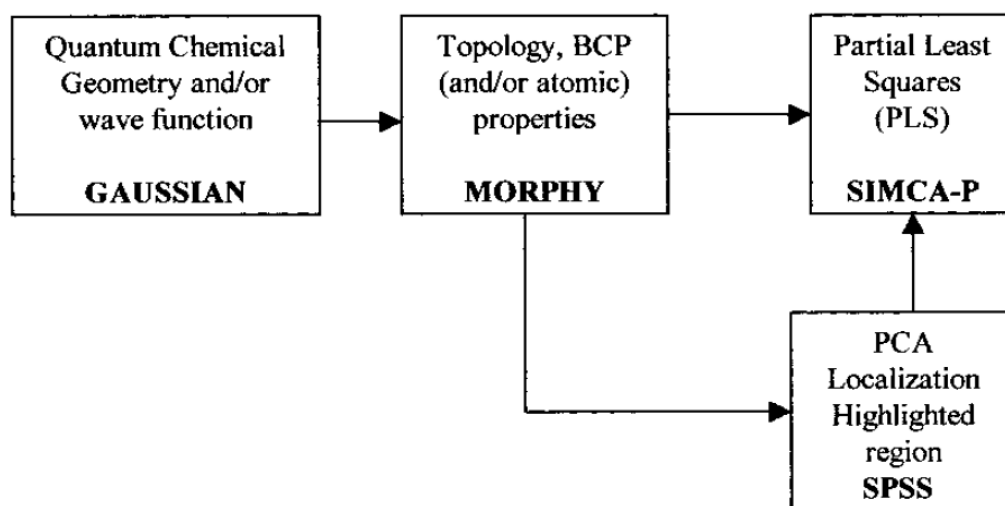 Quantum Chemical
Geometry and/or
wave function
GAUSSIAN
Topology, BCP
(and/or atomic)
properties
MORPHY
Partial Least
Squares
(PLS)
SIMCA-P
PCA
Localization
Highlighted
region
SPSS